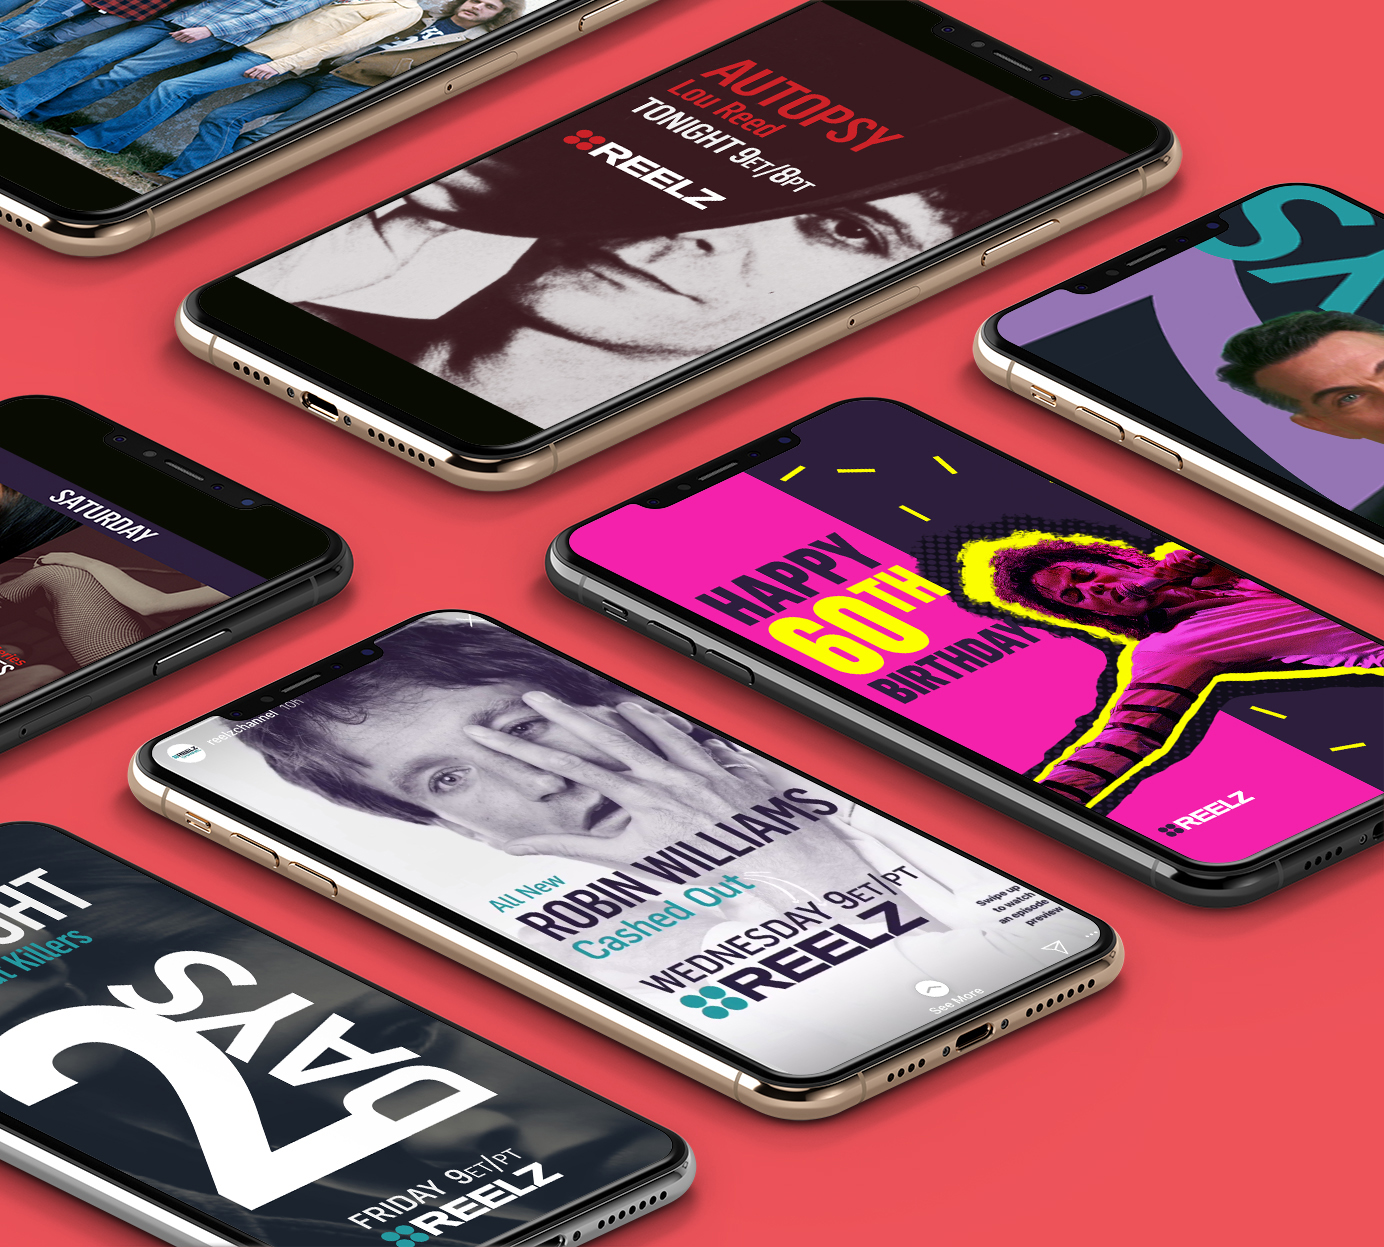 AUTOPSY
Lou Reed
TONIGHT 9ET/8PT
REELZ
SATURDAY
HAPPY
60TH
BIRTHDAY
REELZ
REELZ
reelzchannel 10h
All New
ROBIN WILLIAMS
Cashed Out
WEDNESDAY 9ET/PT
REELZ
Swipe up
to watch
an episode
preview
See More
Killers
2
DAYS
FRIDAY 9ET/PT
REELZ